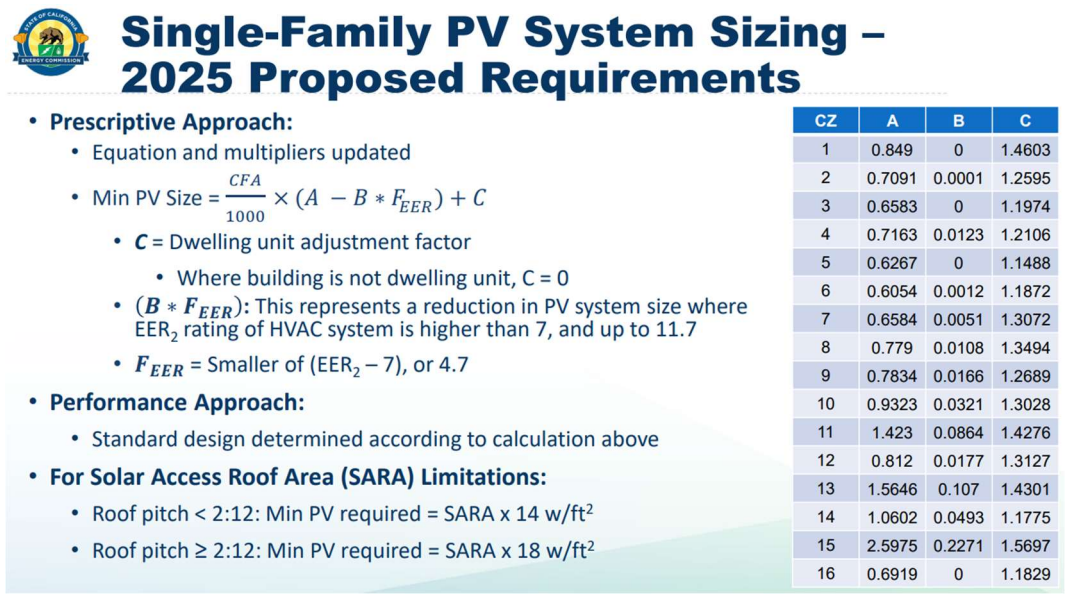 STATE OF CALIFORNIA
ENERGY COMMISSION
Single-Family PV System Sizing –
2025 Proposed Requirements
• Prescriptive Approach:
• Equation and multipliers updated
• Min PV Size = CFA/1000 × (A − B * F_EER) + C
• C = Dwelling unit adjustment factor
• Where building is not dwelling unit, C = 0
• (B * F_EER): This represents a reduction in PV system size where
EER₂ rating of HVAC system is higher than 7, and up to 11.7
• F_EER = Smaller of (EER₂ – 7), or 4.7
• Performance Approach:
• Standard design determined according to calculation above
• For Solar Access Roof Area (SARA) Limitations:
• Roof pitch < 2:12: Min PV required = SARA x 14 w/ft²
• Roof pitch ≥ 2:12: Min PV required = SARA x 18 w/ft²
CZ A B C
1 0.849 0 1.4603
2 0.7091 0.0001 1.2595
3 0.6583 0 1.1974
4 0.7163 0.0123 1.2106
5 0.6267 0 1.1488
6 0.6054 0.0012 1.1872
7 0.6584 0.0051 1.3072
8 0.779 0.0108 1.3494
9 0.7834 0.0166 1.2689
10 0.9323 0.0321 1.3028
11 1.423 0.0864 1.4276
12 0.812 0.0177 1.3127
13 1.5646 0.107 1.4301
14 1.0602 0.0493 1.1775
15 2.5975 0.2271 1.5697
16 0.6919 0 1.1829